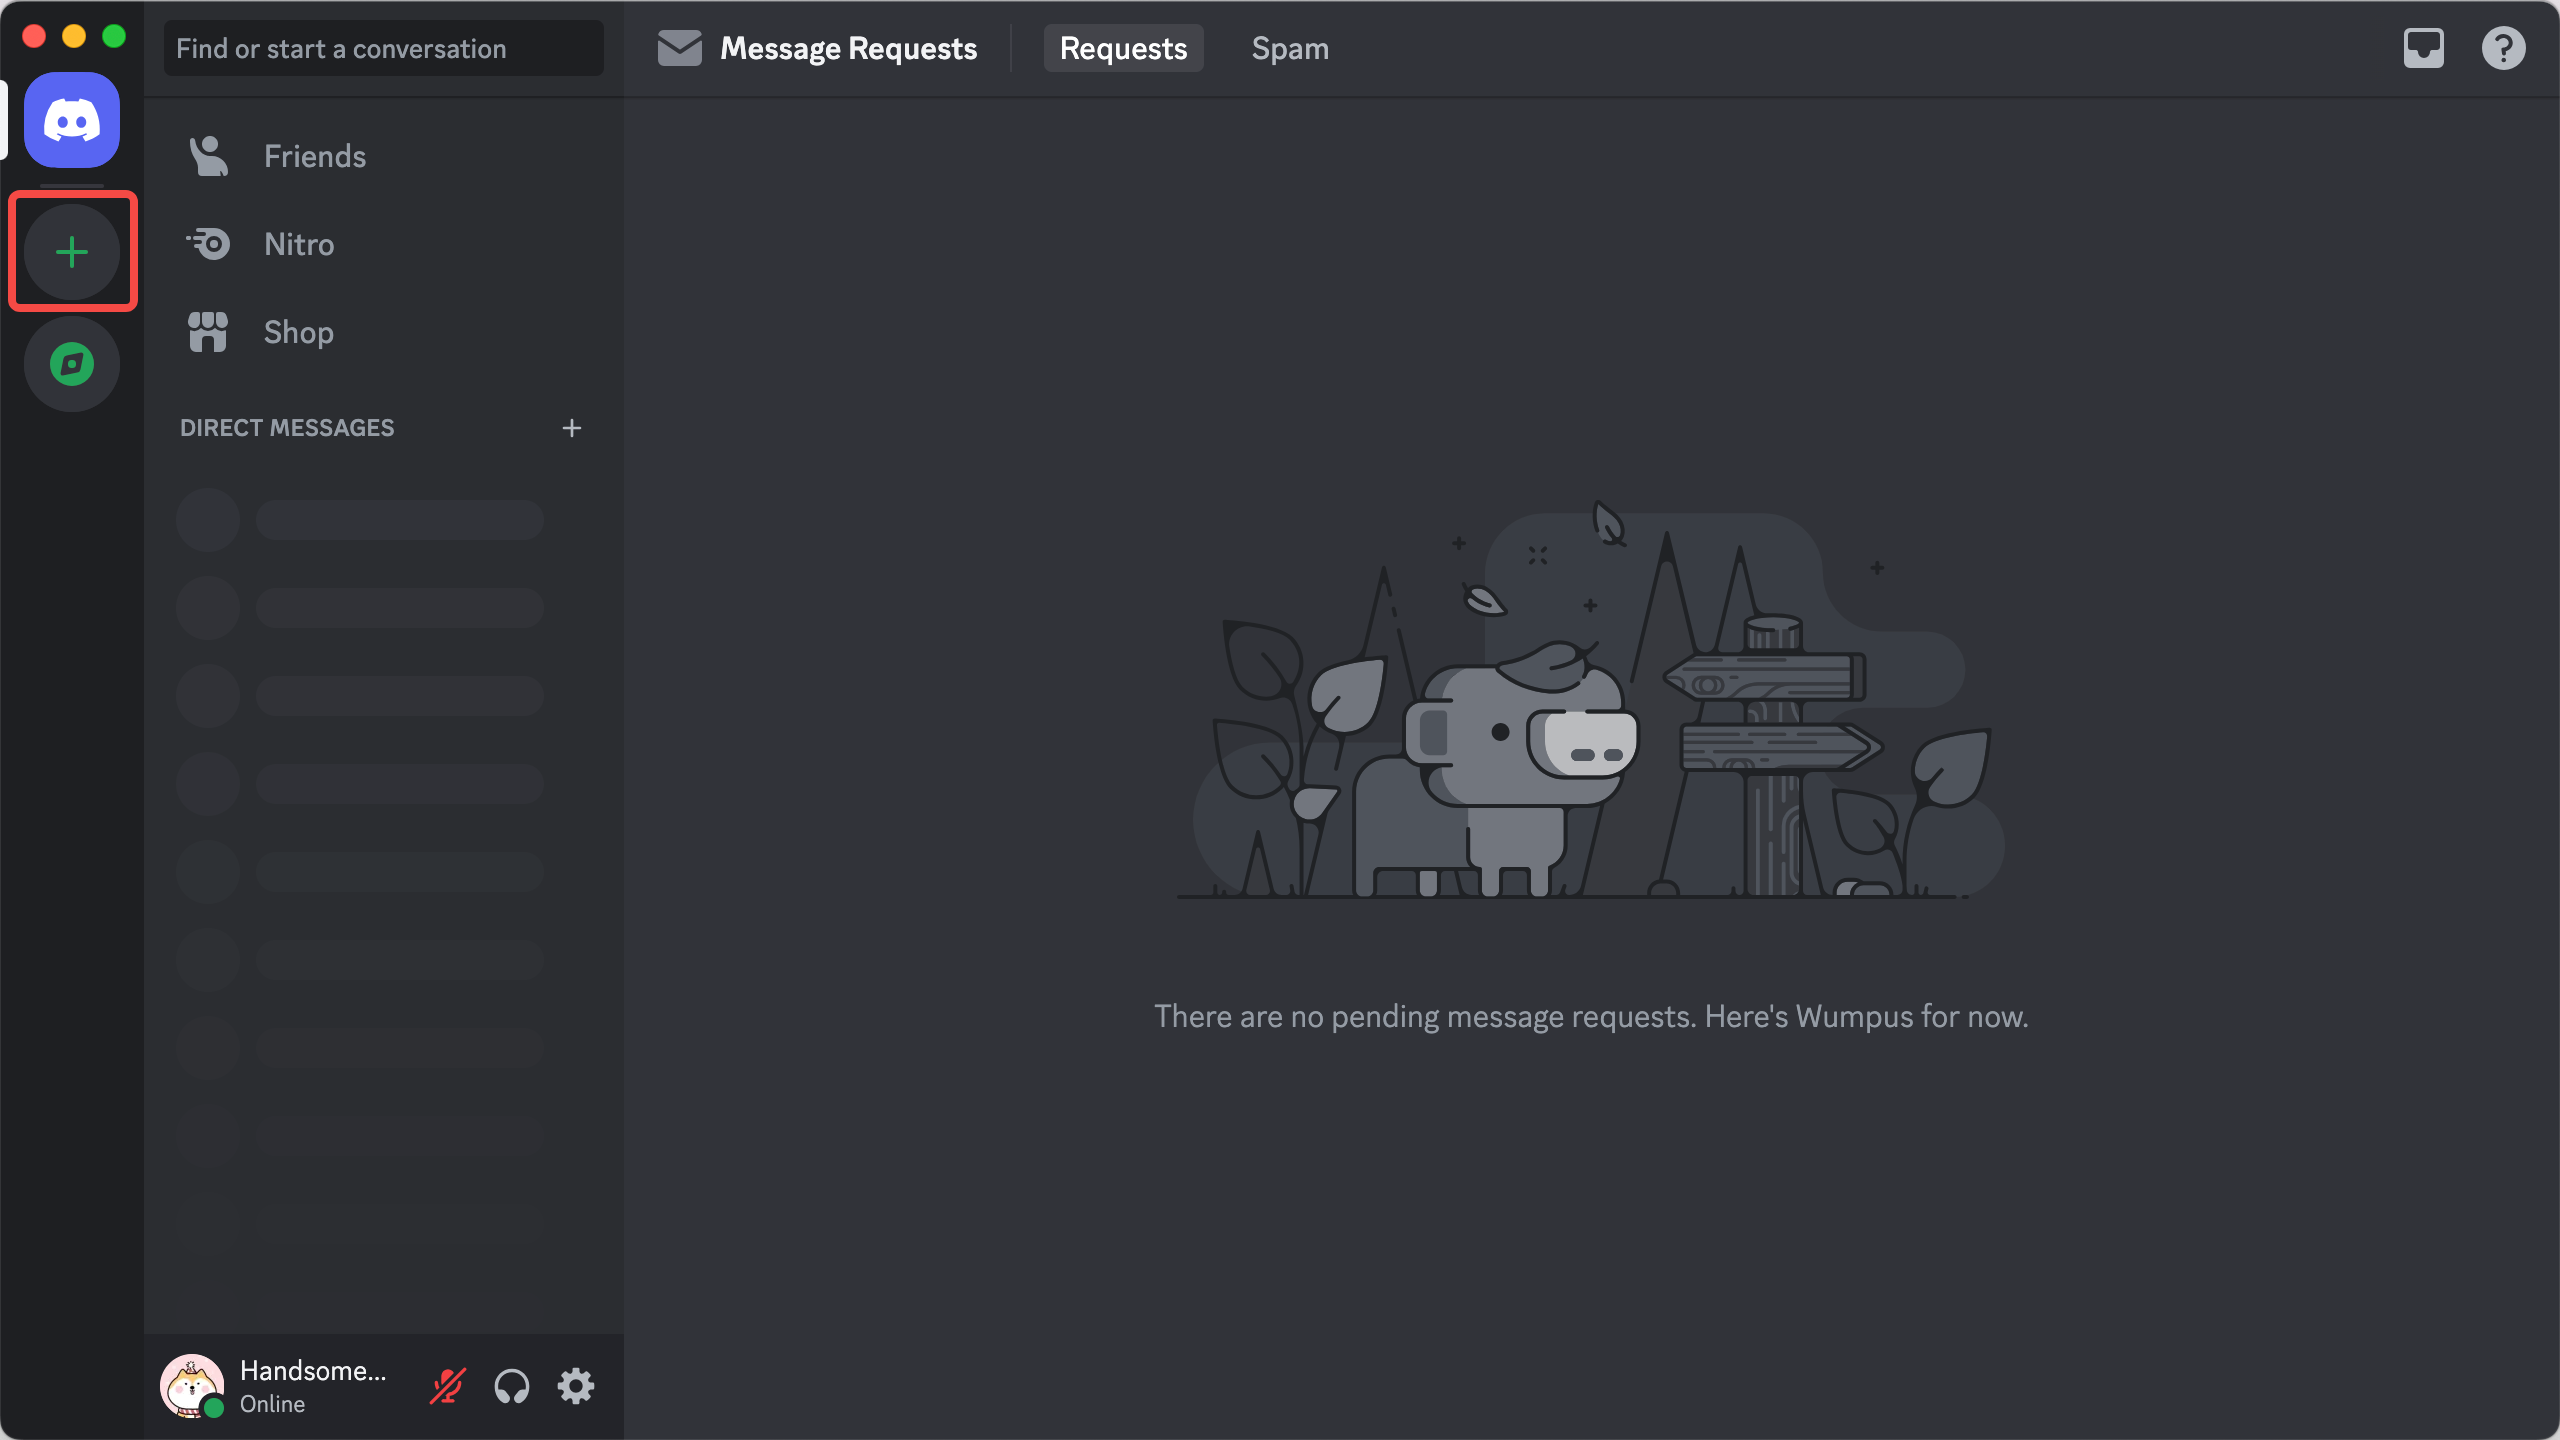 Find or start a conversation
Message Requests
Requests
Spam
Friends
Nitro
Shop
DIRECT MESSAGES
There are no pending message requests. Here's Wumpus for now.
Handsome...
Online